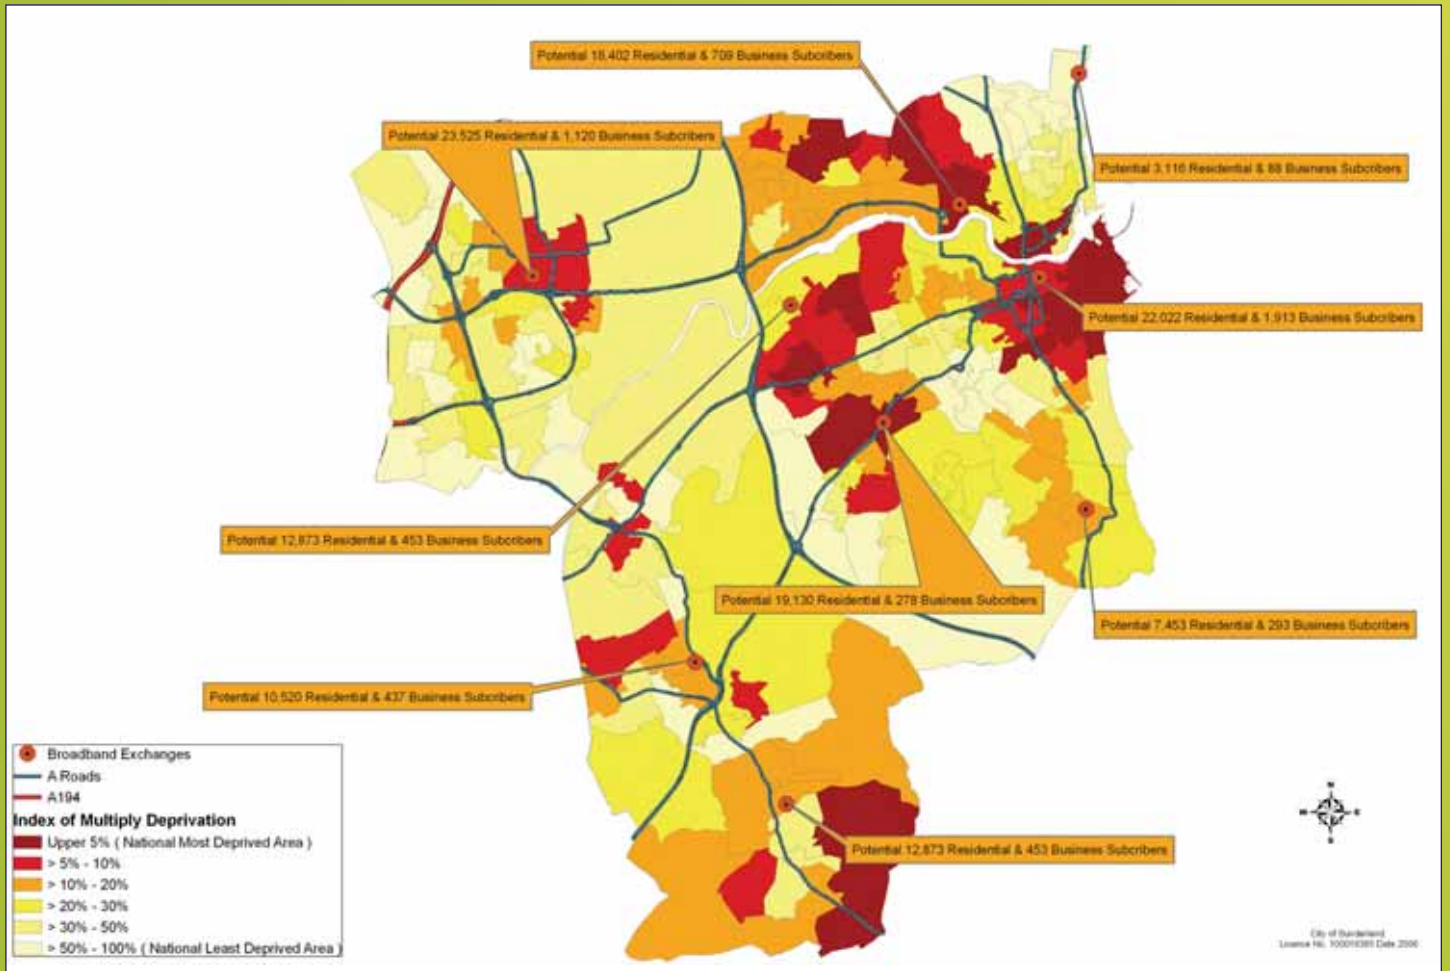 Potential 18,402 Residential & 709 Business Subcribers
Potential 23,525 Residential & 1,120 Business Subcribers
Potential 3,116 Residential & 88 Business Subcribers
Potential 22,022 Residential & 1,913 Business Subcribers
Potential 12,873 Residential & 453 Business Subcribers
Potential 19,130 Residential & 278 Business Subcribers
Potential 7,453 Residential & 293 Business Subcribers
Potential 10,520 Residential & 437 Business Subcribers
Potential 12,873 Residential & 453 Business Subcribers
Broadband Exchanges
A Roads
A194
Index of Multiply Deprivation
Upper 5% ( National Most Deprived Area )
> 5% - 10%
> 10% - 20%
> 20% - 30%
> 30% - 50%
> 50% - 100% ( National Least Deprived Area )
N
W E
S
City of Sunderland
Licence No. Date